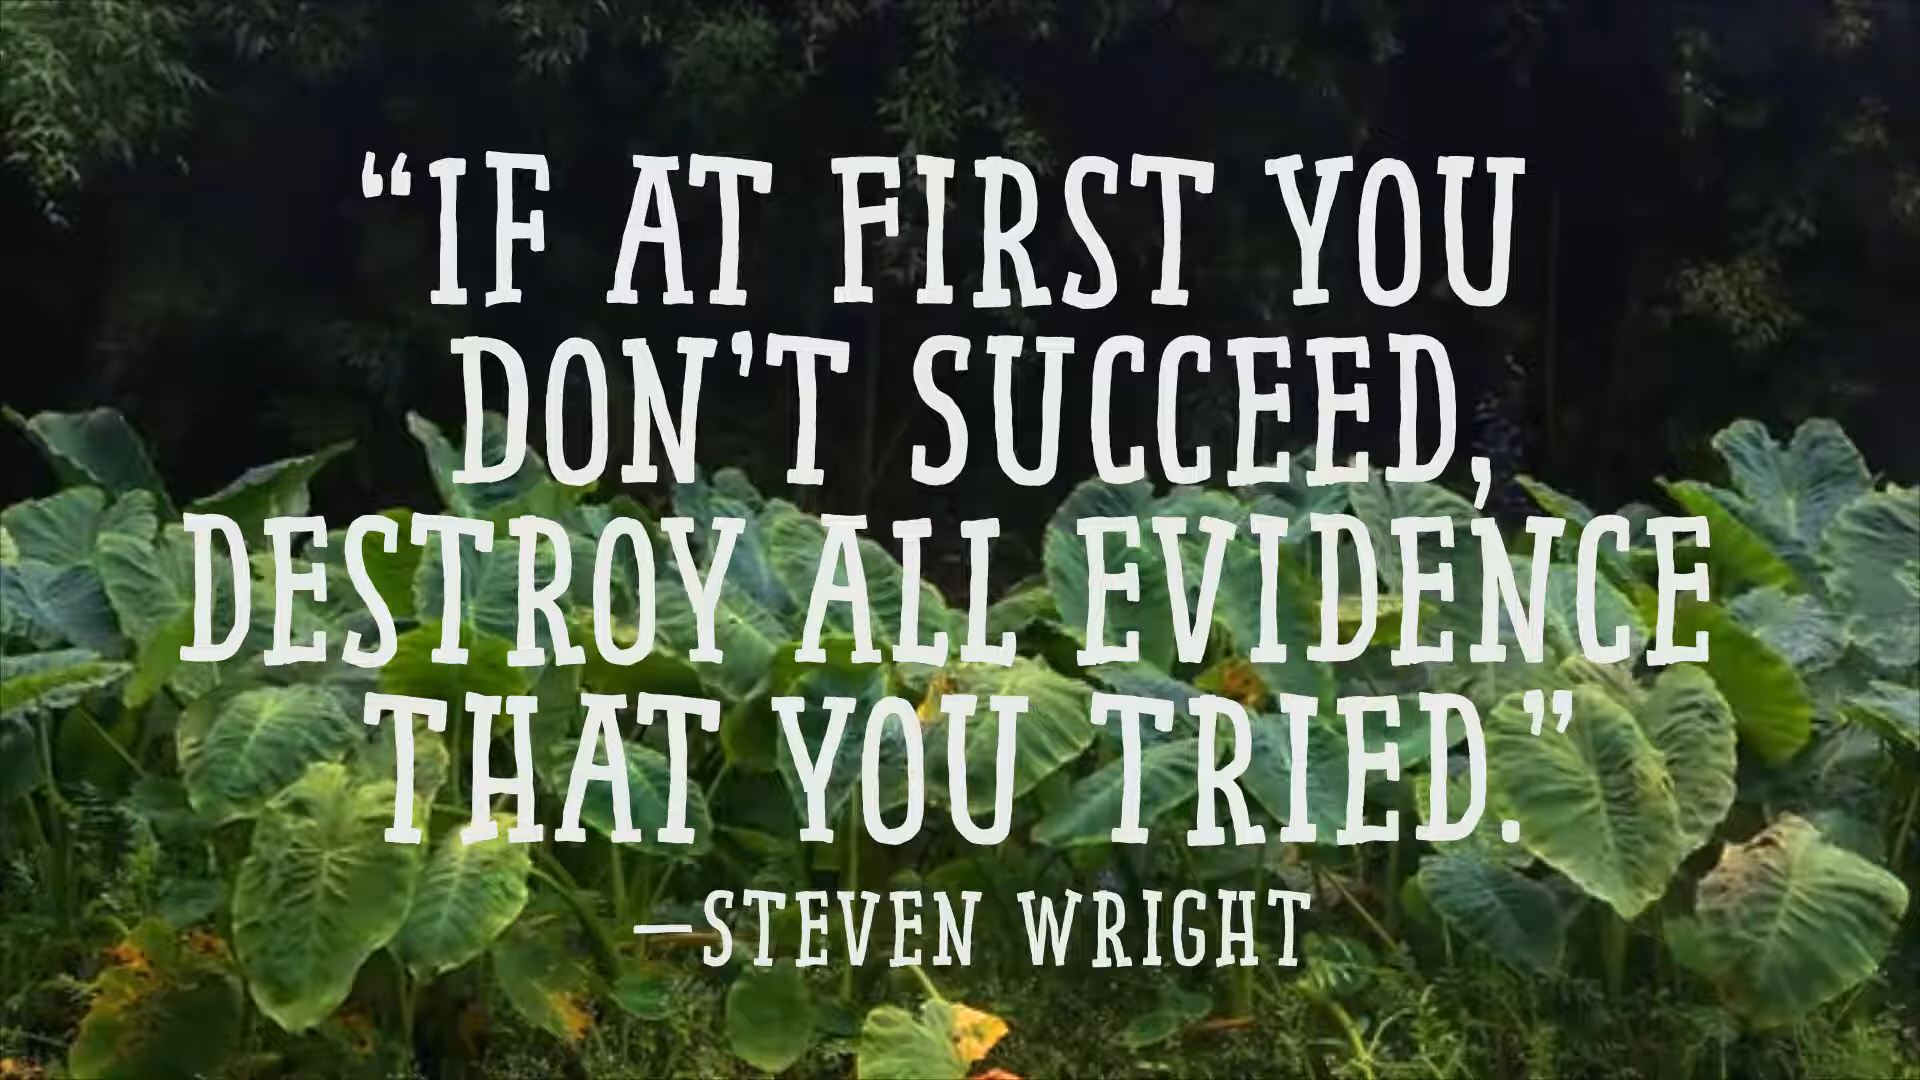 “IF AT FIRST YOU
DON’T SUCCEED,
DESTROY ALL EVIDENCE
THAT YOU TRIED.”
—STEVEN WRIGHT